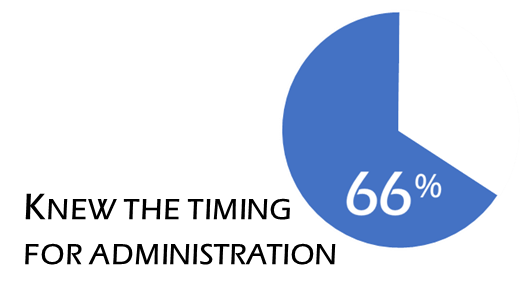 66%
KNEW THE TIMING
FOR ADMINISTRATION